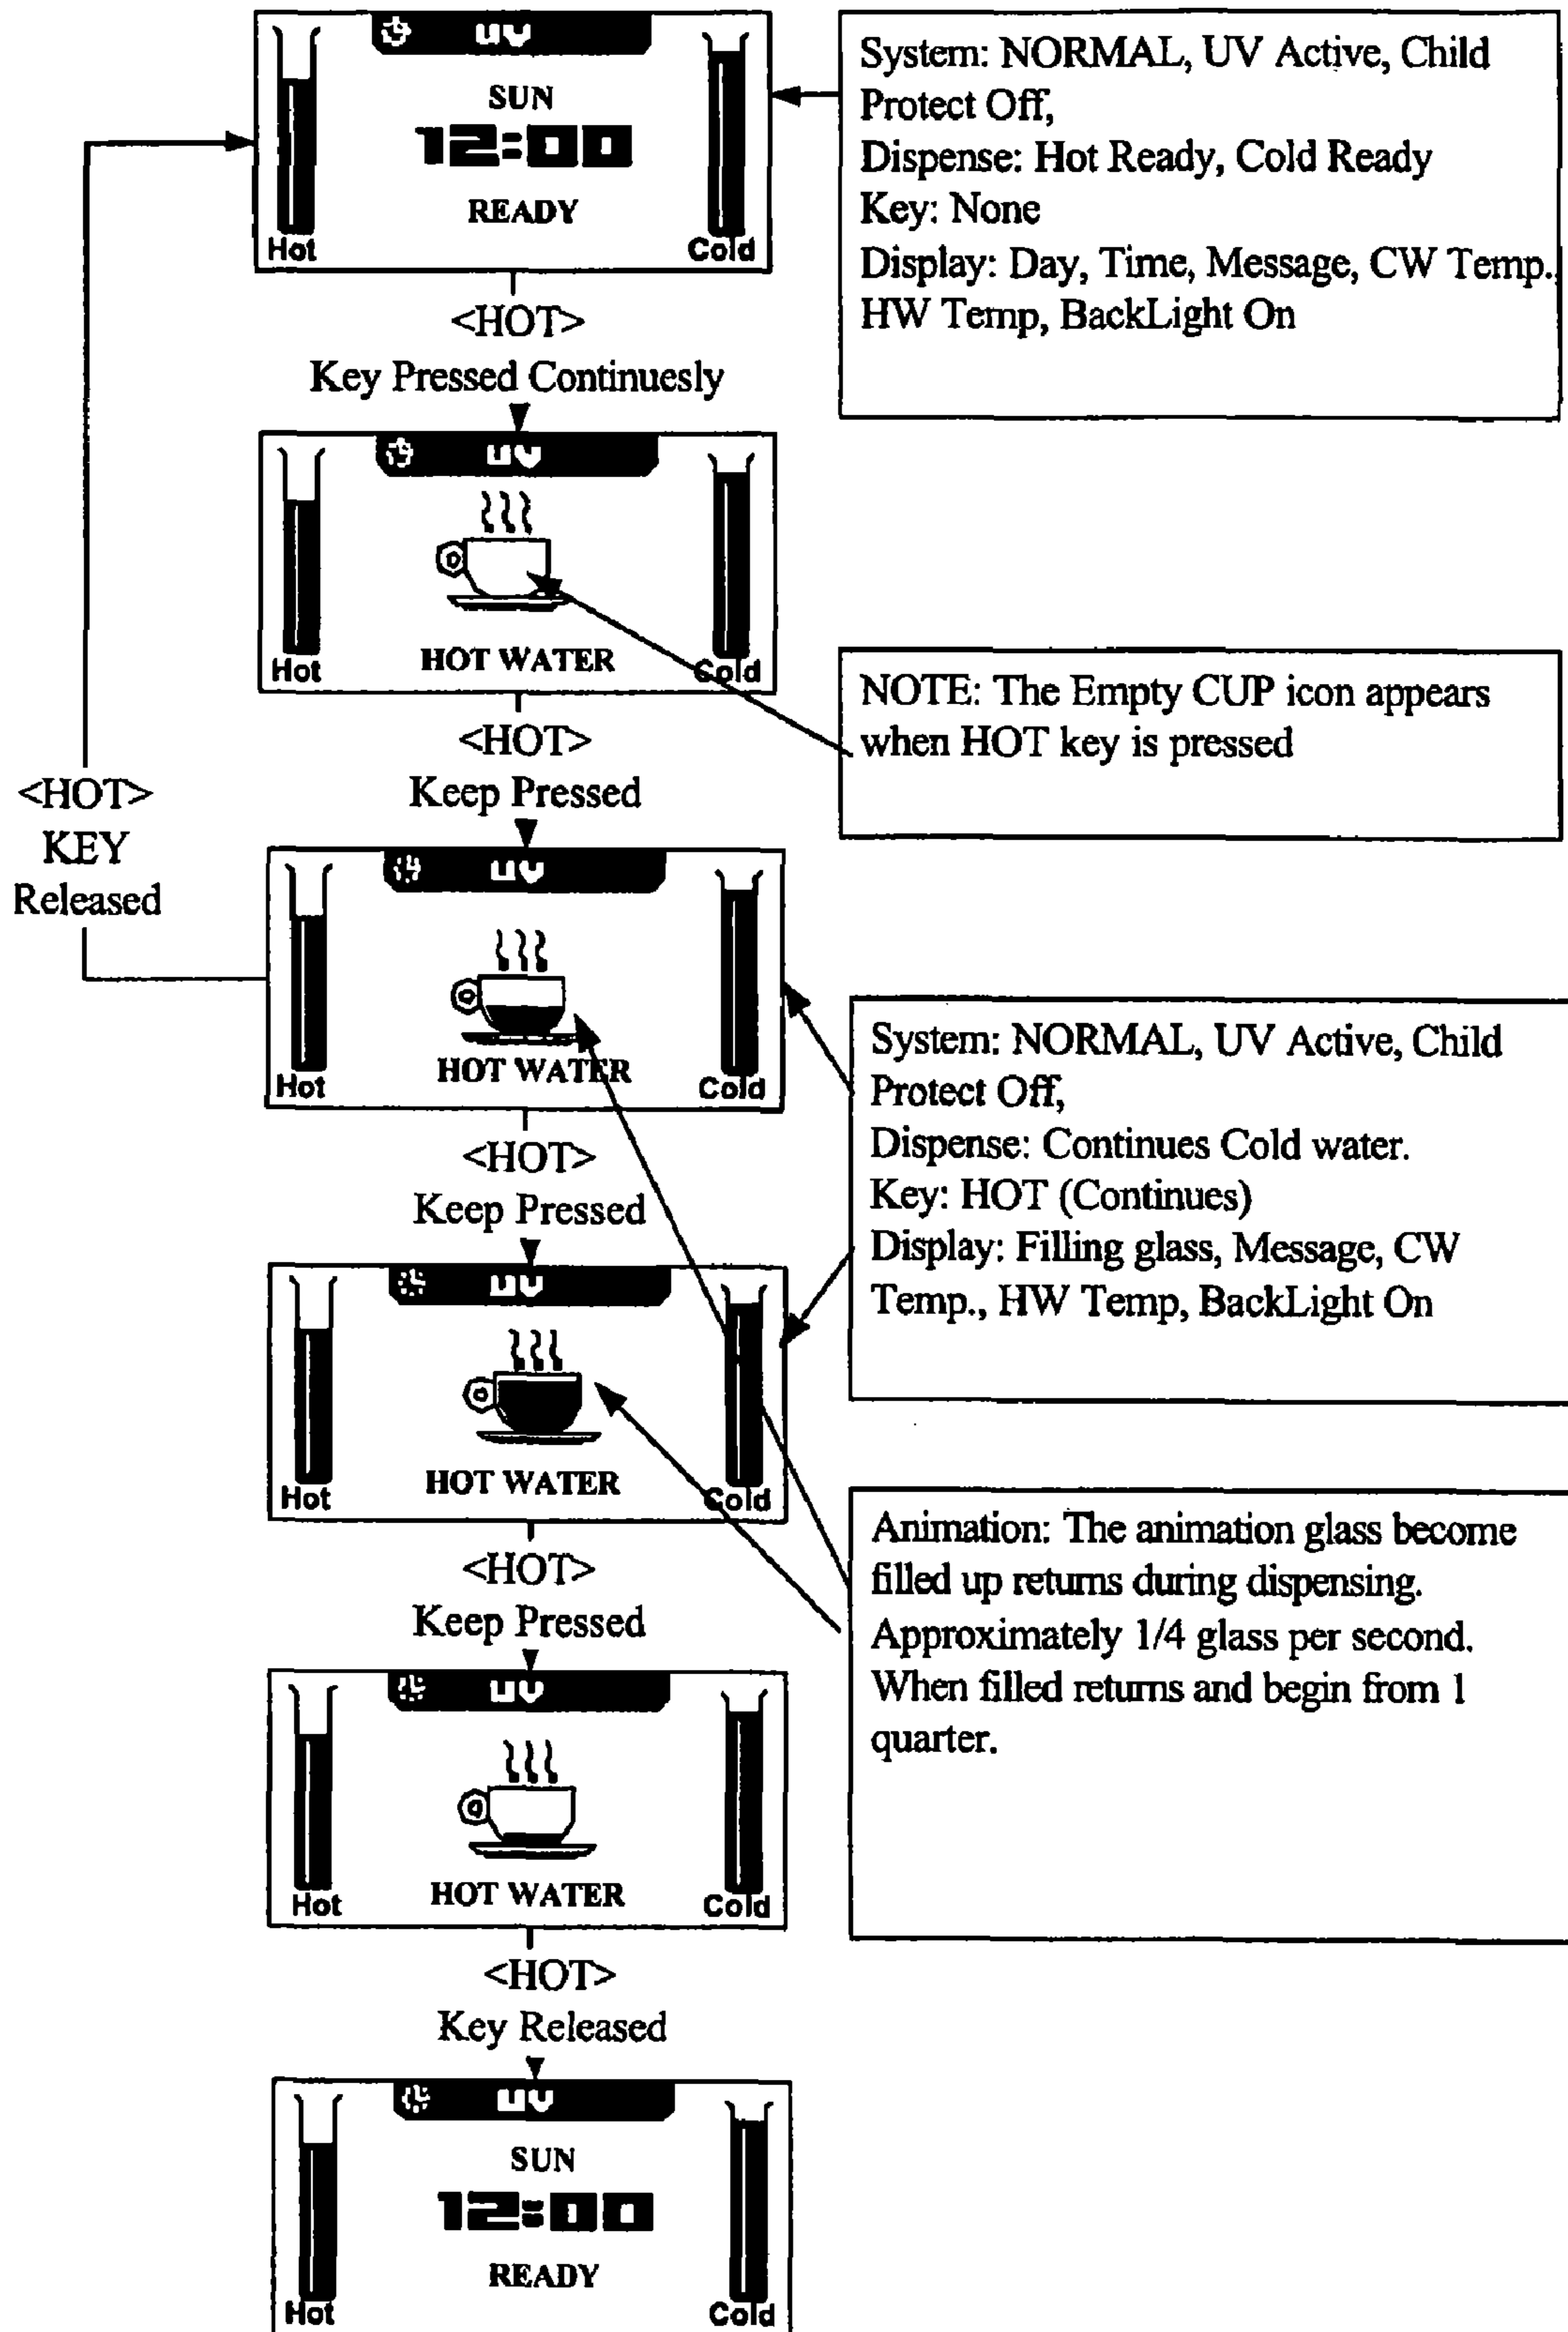 UV
SUN
12:00
READY
Hot
Cold
System: NORMAL, UV Active, Child
Protect Off,
Dispense: Hot Ready, Cold Ready
Key: None
Display: Day, Time, Message, CW Temp.,
HW Temp, BackLight On
<HOT>
Key Pressed Continuesly
UV
HOT WATER
Hot
Cold
NOTE: The Empty CUP icon appears
when HOT key is pressed
<HOT>
Keep Pressed
<HOT>
KEY
Released
UV
HOT WATER
Hot
Cold
System: NORMAL, UV Active, Child
Protect Off,
Dispense: Continues Cold water.
Key: HOT (Continues)
Display: Filling glass, Message, CW
Temp., HW Temp, BackLight On
<HOT>
Keep Pressed
UV
HOT WATER
Hot
Cold
Animation: The animation glass become
filled up returns during dispensing.
Approximately 1/4 glass per second.
When filled returns and begin from 1
quarter.
<HOT>
Keep Pressed
UV
HOT WATER
Hot
Cold
<HOT>
Key Released
UV
SUN
12:00
READY
Hot
Cold